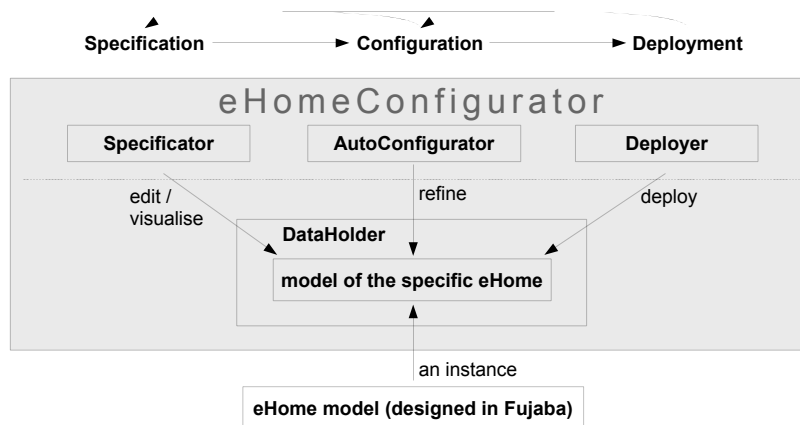 Specification Configuration Deployment
eHomeConfigurator
Specificator AutoConfigurator Deployer
edit /
visualise
refine
deploy
DataHolder
model of the specific eHome
an instance
eHome model (designed in Fujaba)